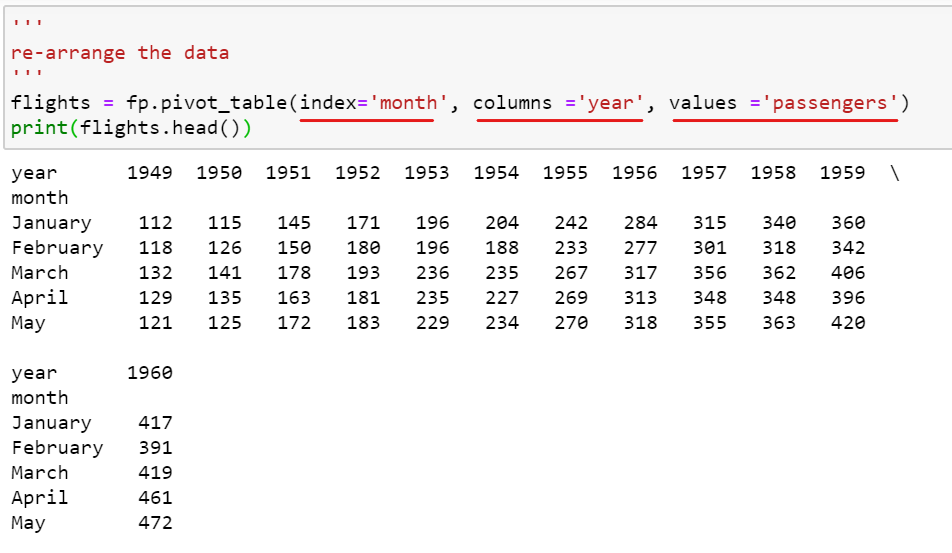 '''
re-arrange the data
'''
flights = fp.pivot_table(index='month', columns ='year', values ='passengers')
print(flights.head())
year      1949  1950  1951  1952  1953  1954  1955  1956  1957  1958  1959  \
month
January    112   115   145   171   196   204   242   284   315   340   360
February   118   126   150   180   196   188   233   277   301   318   342
March      132   141   178   193   236   235   267   317   356   362   406
April      129   135   163   181   235   227   269   313   348   348   396
May        121   125   172   183   229   234   270   318   355   363   420
year      1960
month
January    417
February   391
March      419
April      461
May        472